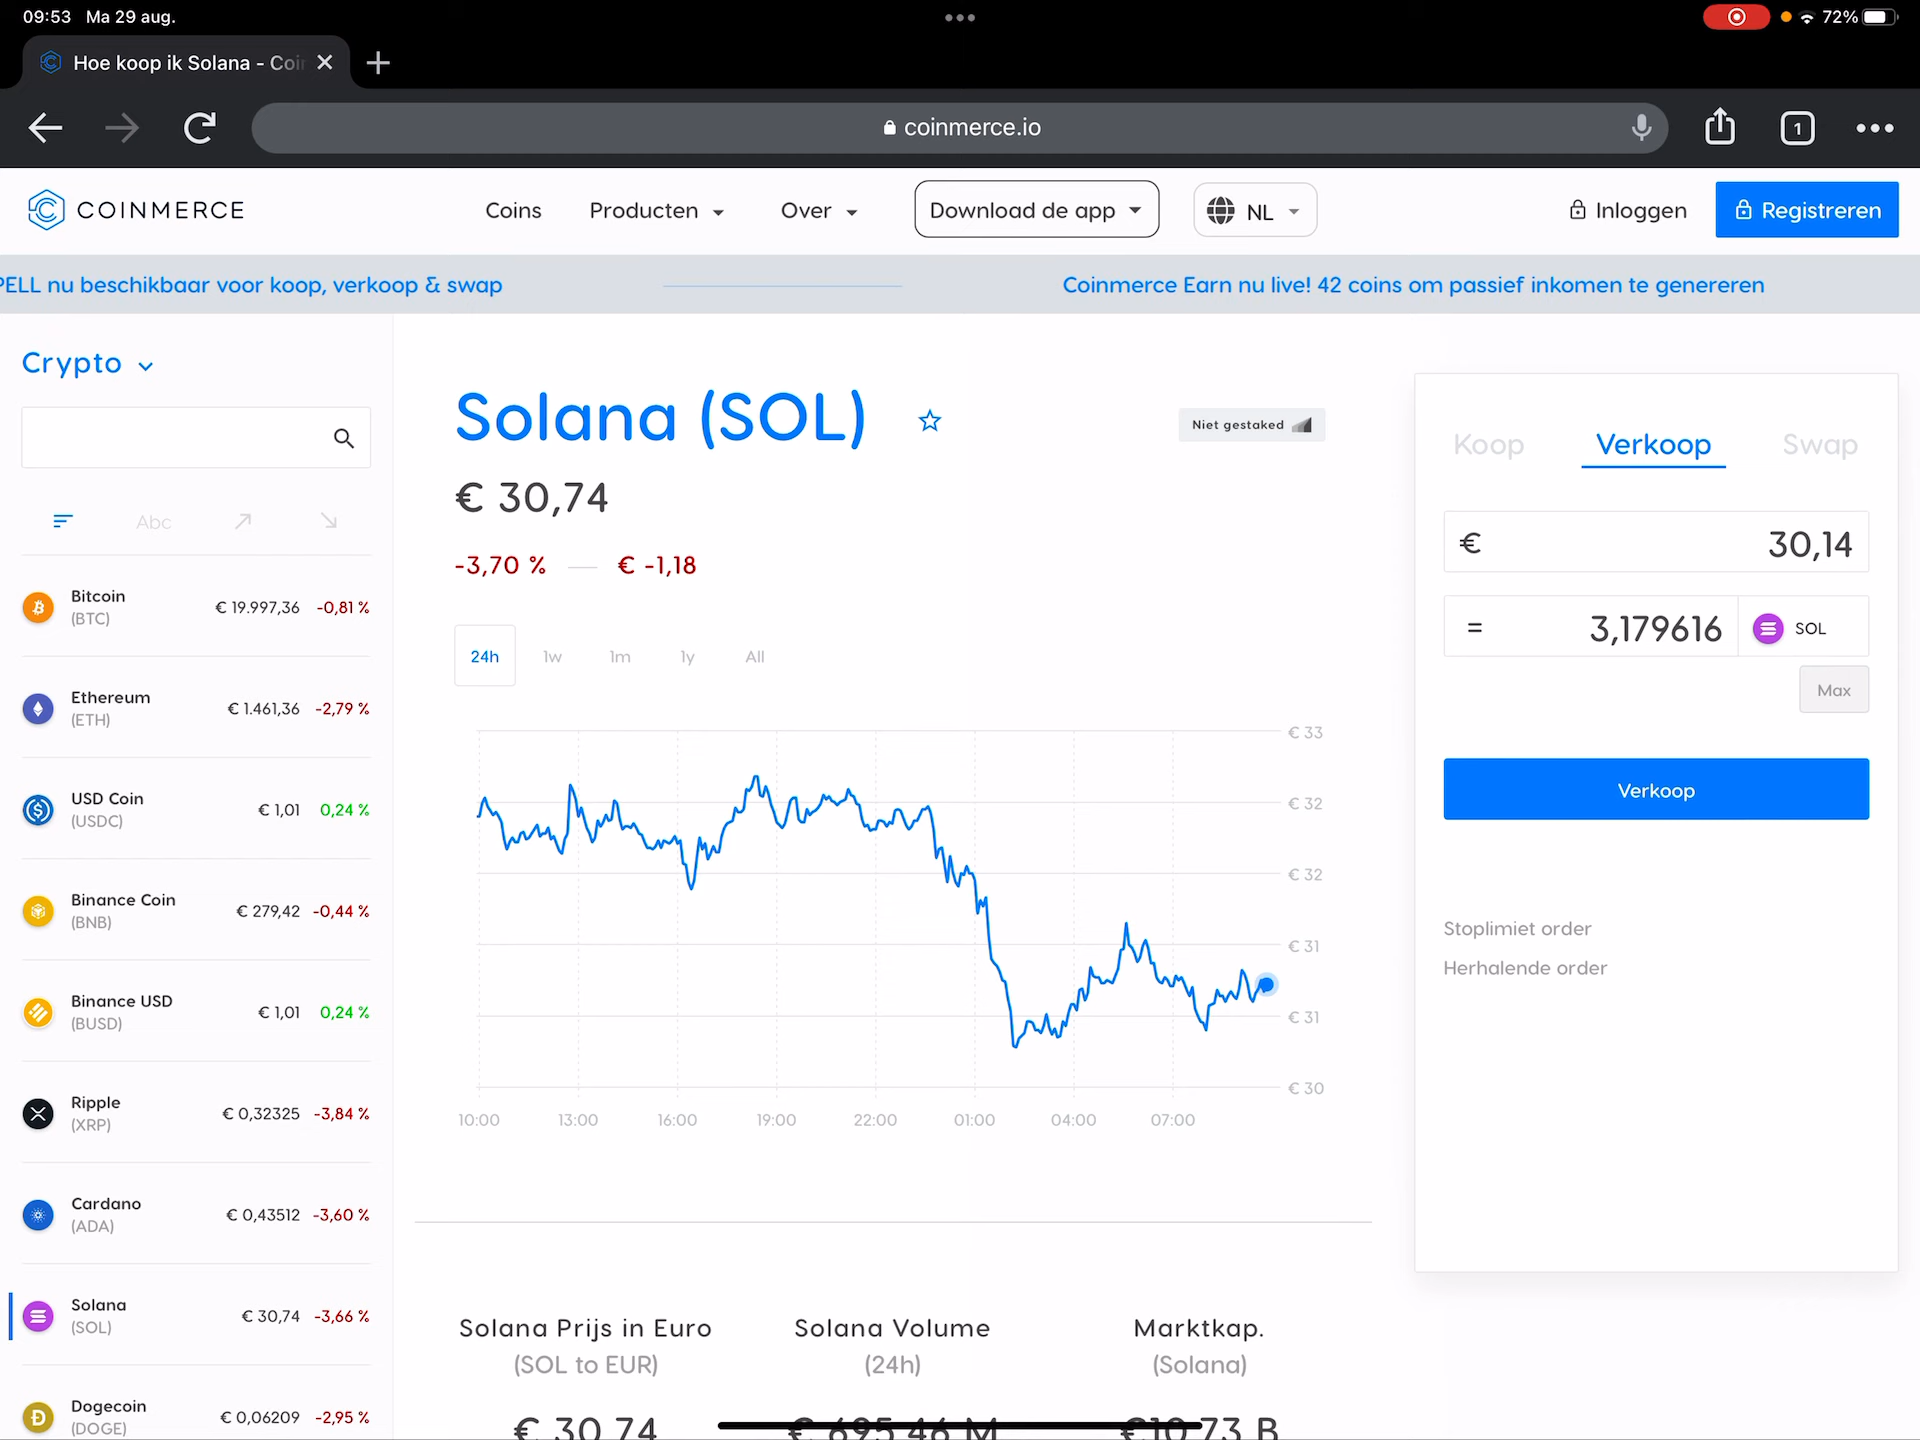 09:53 Ma 29 aug.
72%
Hoe koop ik Solana - Coi
coinmerce.io
1
COINMERCE
Coins
Producten
Over
Download de app
NL
Inloggen
Registreren
PELL nu beschikbaar voor koop, verkoop & swap
Coinmerce Earn nu live! 42 coins om passief inkomen te genereren
Crypto
Abc
Bitcoin
(BTC)
€ 19.997,36 -0,81 %
Ethereum
(ETH)
€ 1.461,36 -2,79 %
USD Coin
(USDC)
€ 1,01 0,24 %
Binance Coin
(BNB)
€ 279,42 -0,44 %
Binance USD
(BUSD)
€ 1,01 0,24 %
Ripple
(XRP)
€ 0,32325 -3,84 %
Cardano
(ADA)
€ 0,43512 -3,60 %
Solana
(SOL)
€ 30,74 -3,66 %
Dogecoin
(DOGE)
€ 0,06209 -2,95 %
Solana (SOL)
Niet gestaked
€ 30,74
-3,70 % € -1,18
24h 1w 1m 1y All
€ 33
€ 32
€ 32
€ 31
€ 31
€ 30
10:00 13:00 16:00 19:00 22:00 01:00 04:00 07:00
Solana Prijs in Euro
(SOL to EUR)
€ 30,74
Solana Volume
(24h)
€ 695,46 M
Marktkap.
(Solana)
€10,73 B
Koop Verkoop Swap
€ 30,14
= 3,179616 SOL
Max
Verkoop
Stoplimiet order
Herhalende order